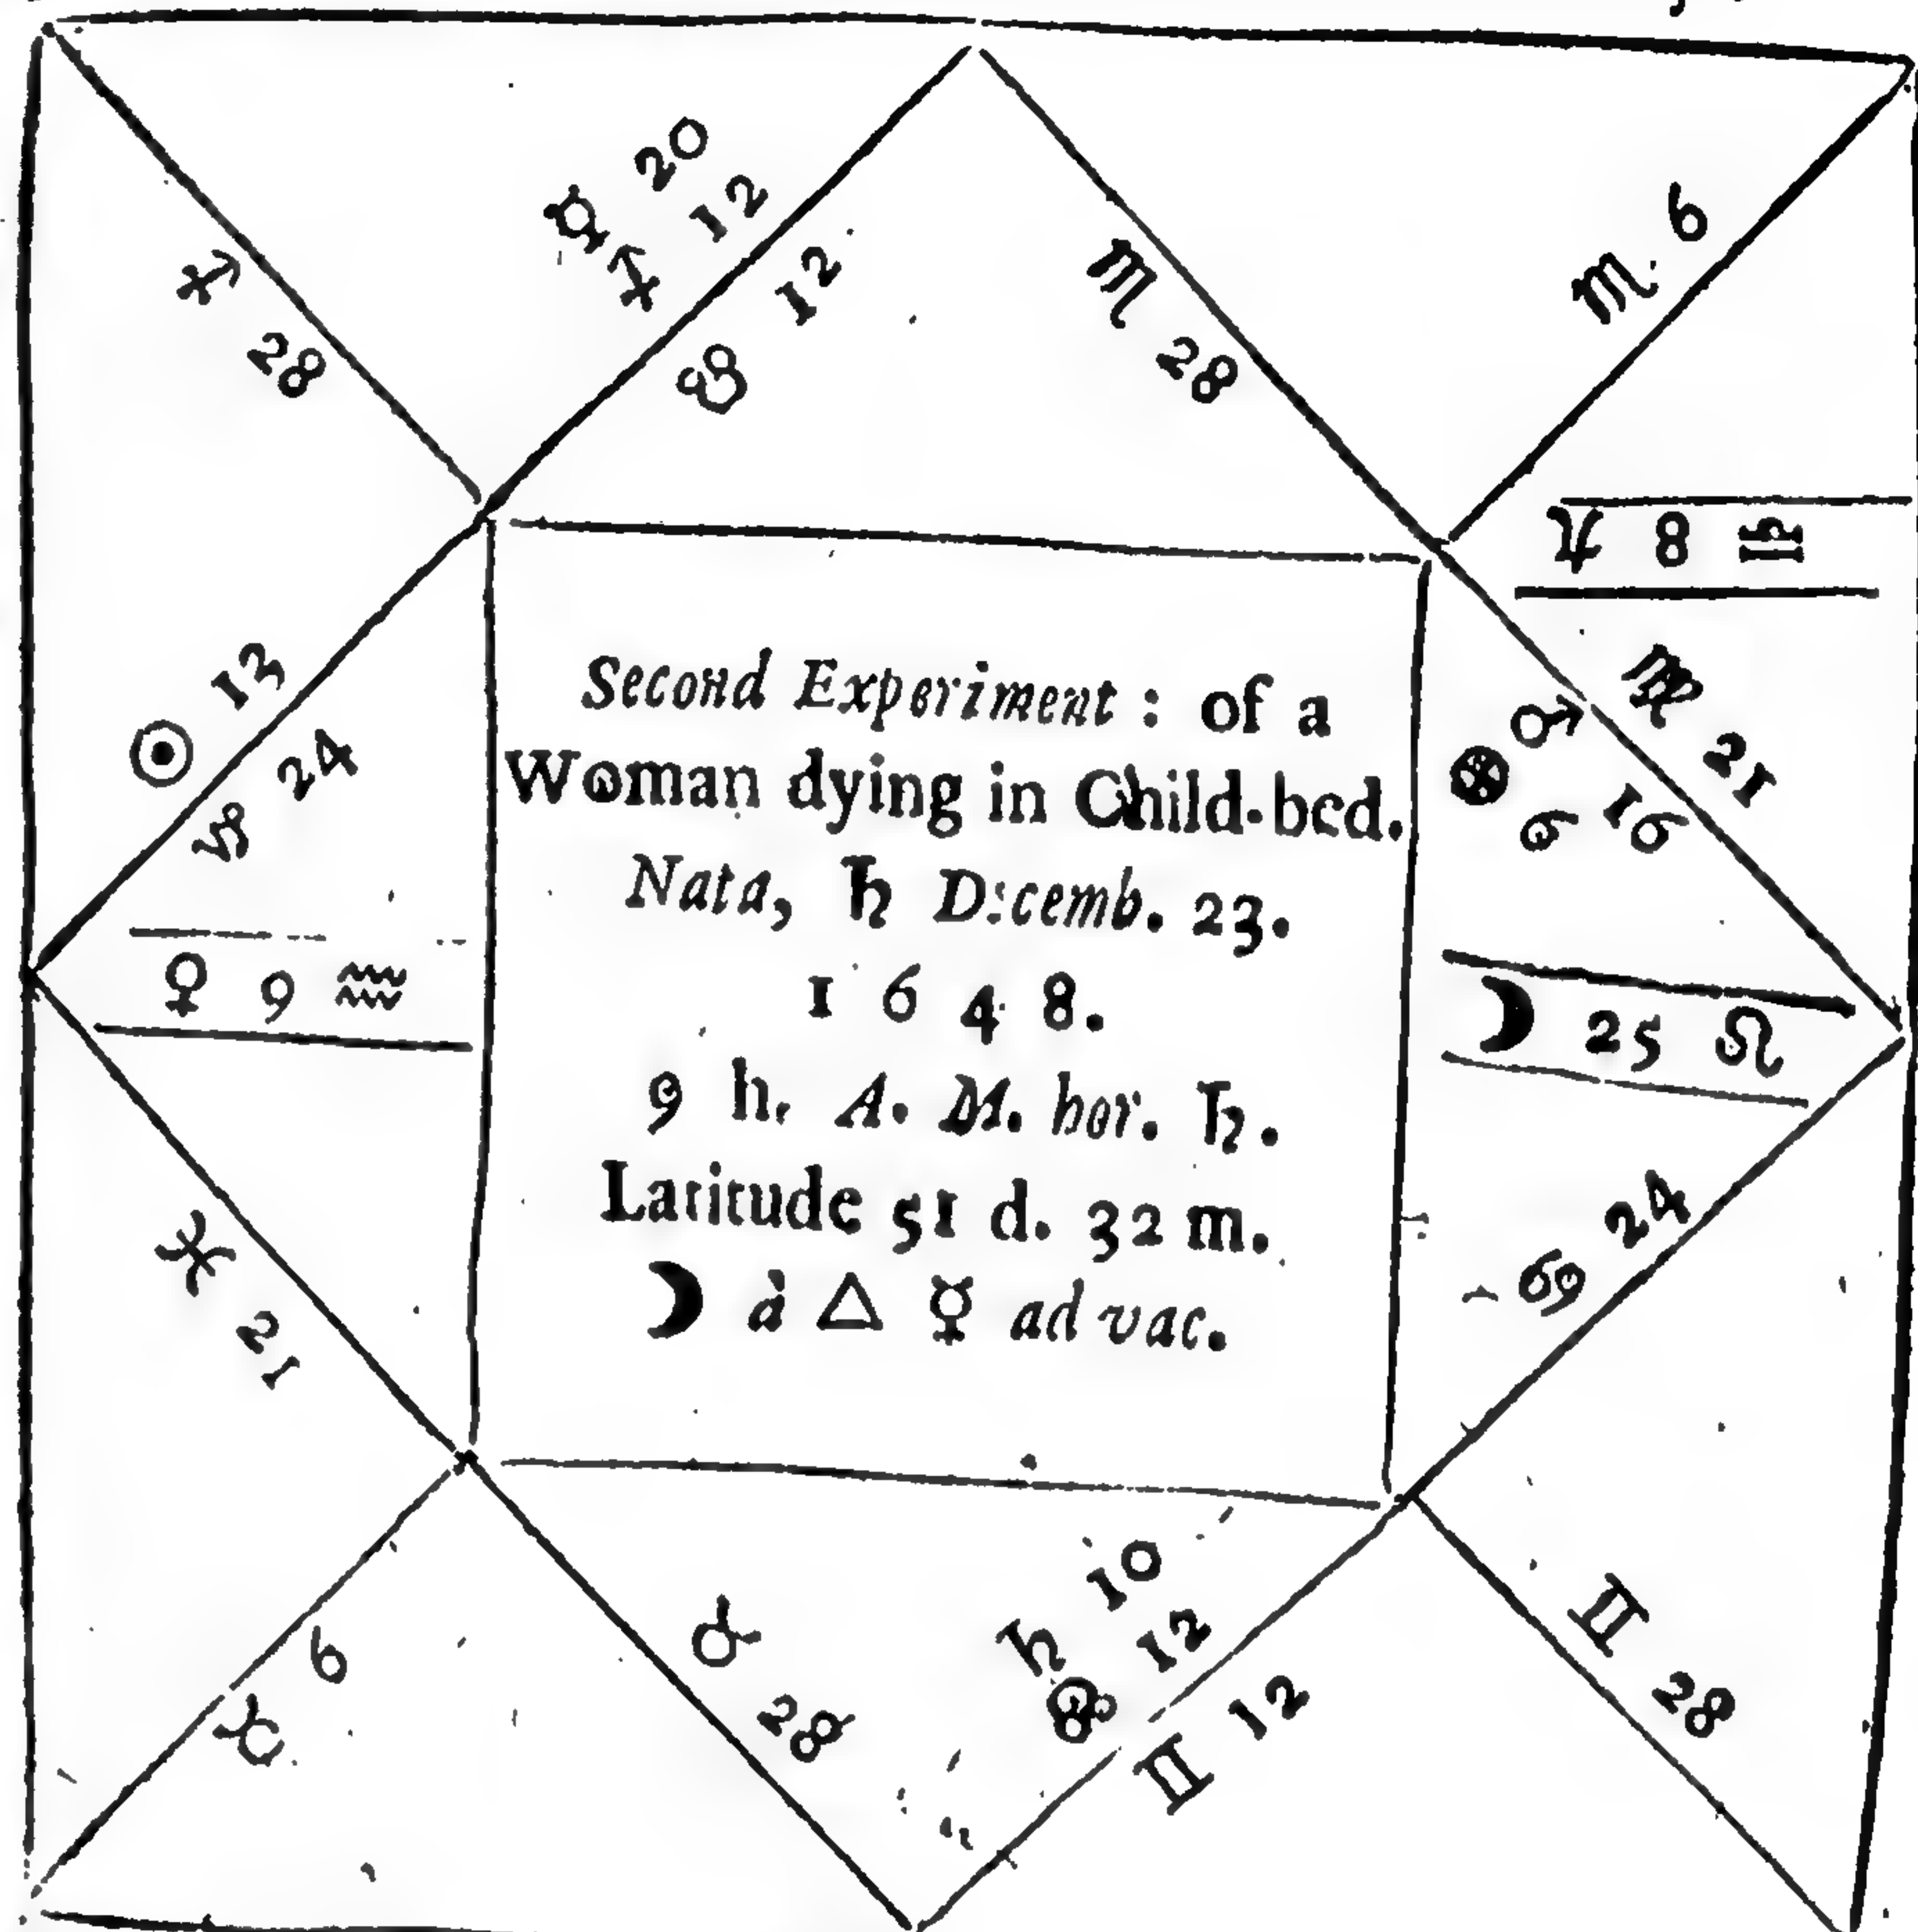 ☿ 20
♐ 12
☋ 12
♏ 28
♏ 6
♐ 28
♃ 8 ♎
☉ 13
♑ 24
Second Experiment : of a
Woman dying in Child-bed.
Nata, ♄ Decemb. 23.
1 6 4 8.
9 h. A. M. hor. ♄.
Latitude 51 d. 32 m.
☽ à △ ☿ ad vac.
♍ 21
♂
⊗ 16
♀ 9 ♒
☽ 25 ♌
♋ 24
♓ 21
♉ 6
♉ 28
♄ 10
☊ 12
♊ 12
♊ 28